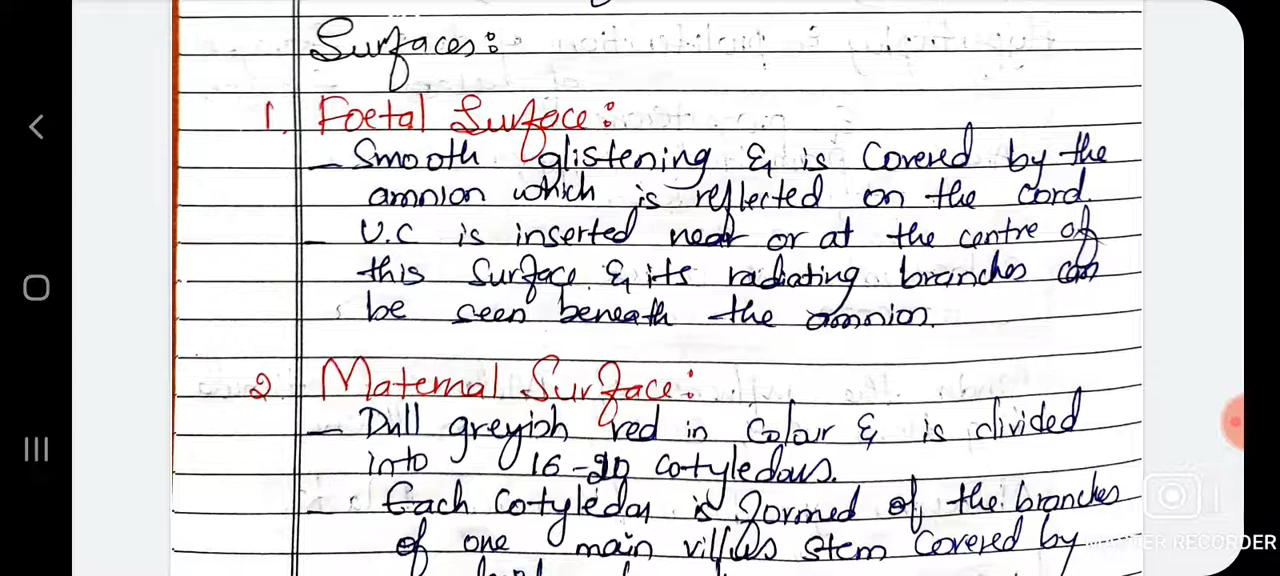 Surfaces:
1. Foetal Surface:
- Smooth glistening & is Covered by the
amnion which is reflected on the cord.
- U.C is inserted near or at the centre of
this surface & its radiating branches can
be seen beneath the amnion.
2. Maternal Surface:
- Dull greyish red in Colour & is divided
into 16-20 Cotyledous.
- Each Cotyledon is formed of the branches
of one main villus stem covered by
RECORDER